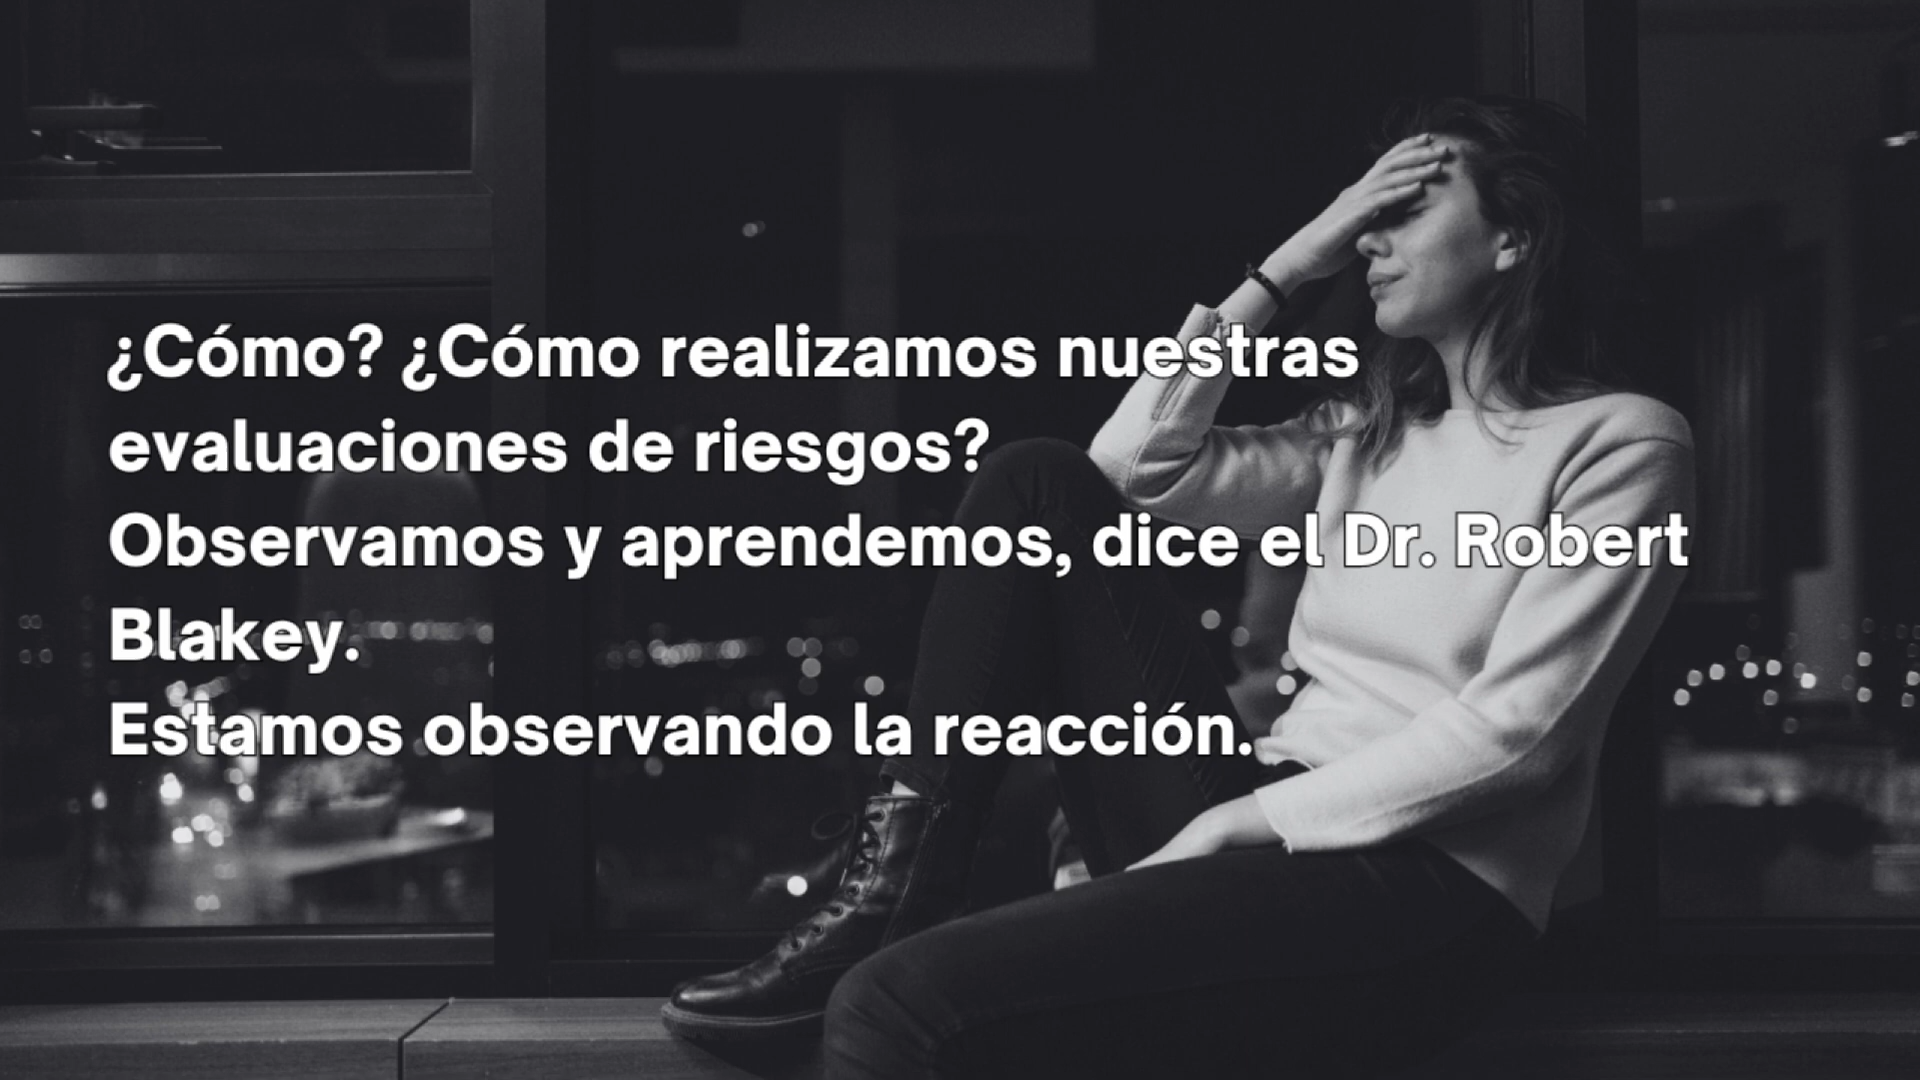 ¿Cómo? ¿Cómo realizamos nuestras
evaluaciones de riesgos?
Observamos y aprendemos, dice el Dr. Robert
Blakey.
Estamos observando la reacción.